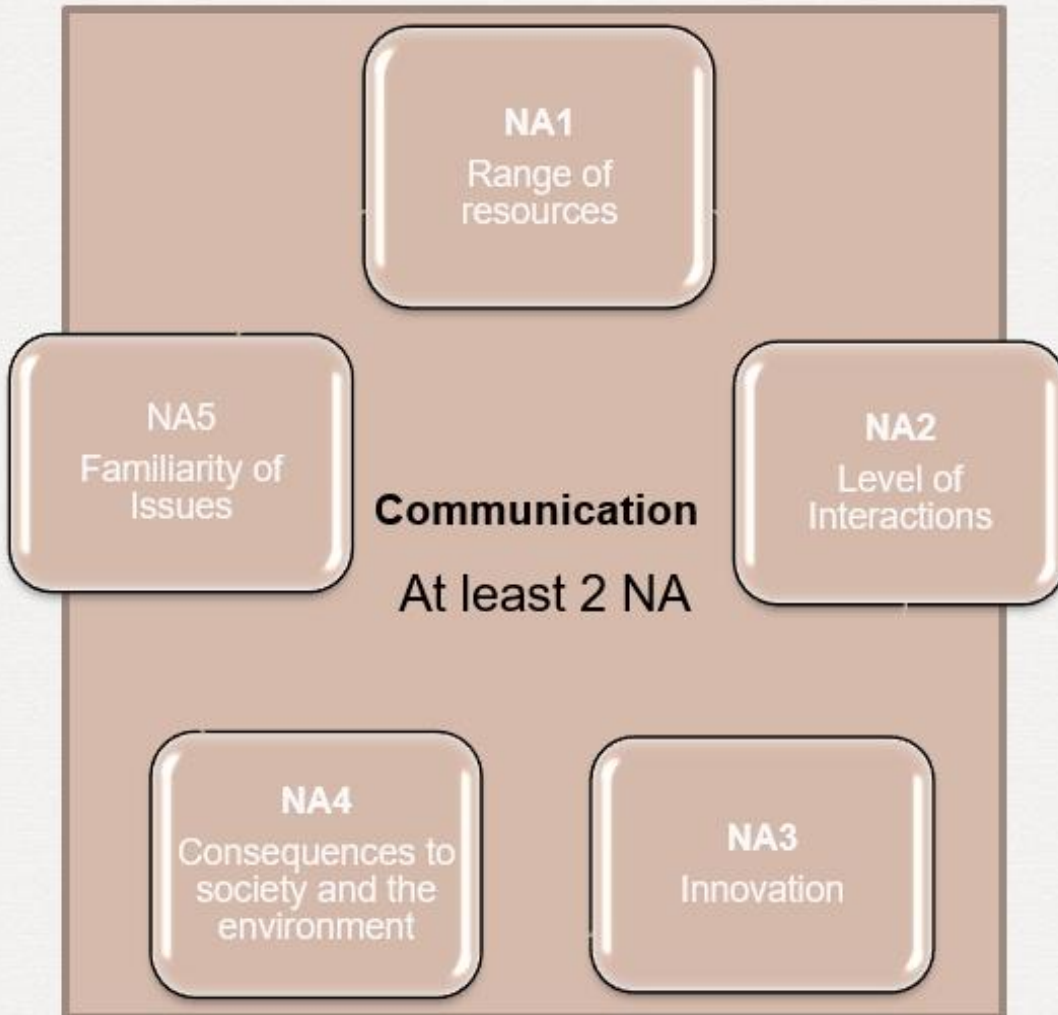 NA1
Range of
resources
NA5
Familiarity of
Issues
NA2
Level of
Interactions
Communication
At least 2 NA
NA4
Consequences to
society and the
environment
NA3
Innovation